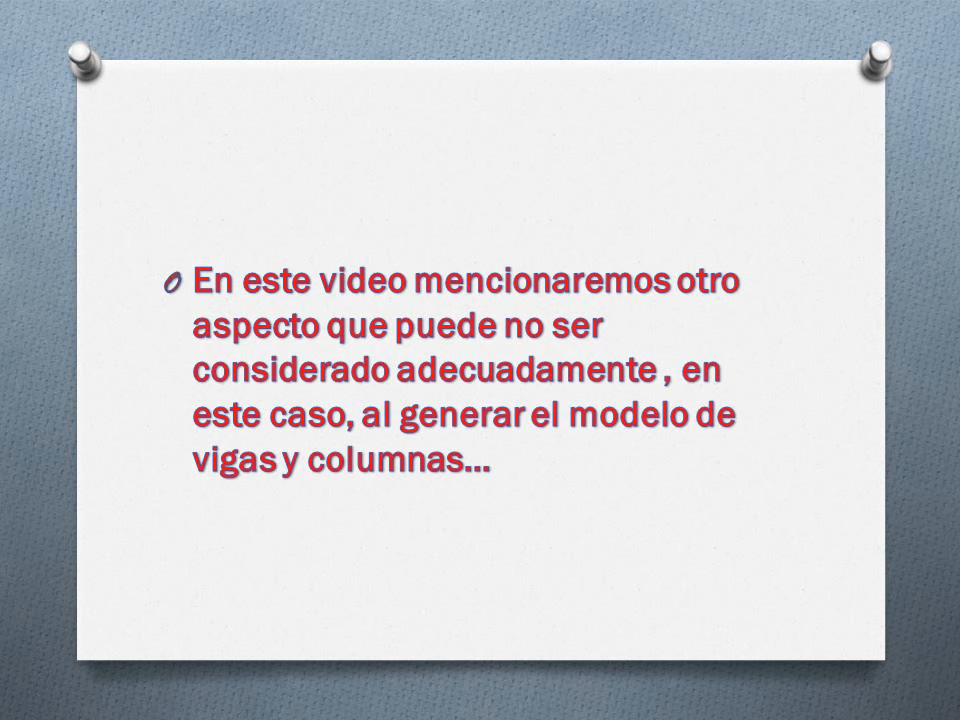 En este video mencionaremos otro
aspecto que puede no ser
considerado adecuadamente , en
este caso, al generar el modelo de
vigas y columnas...